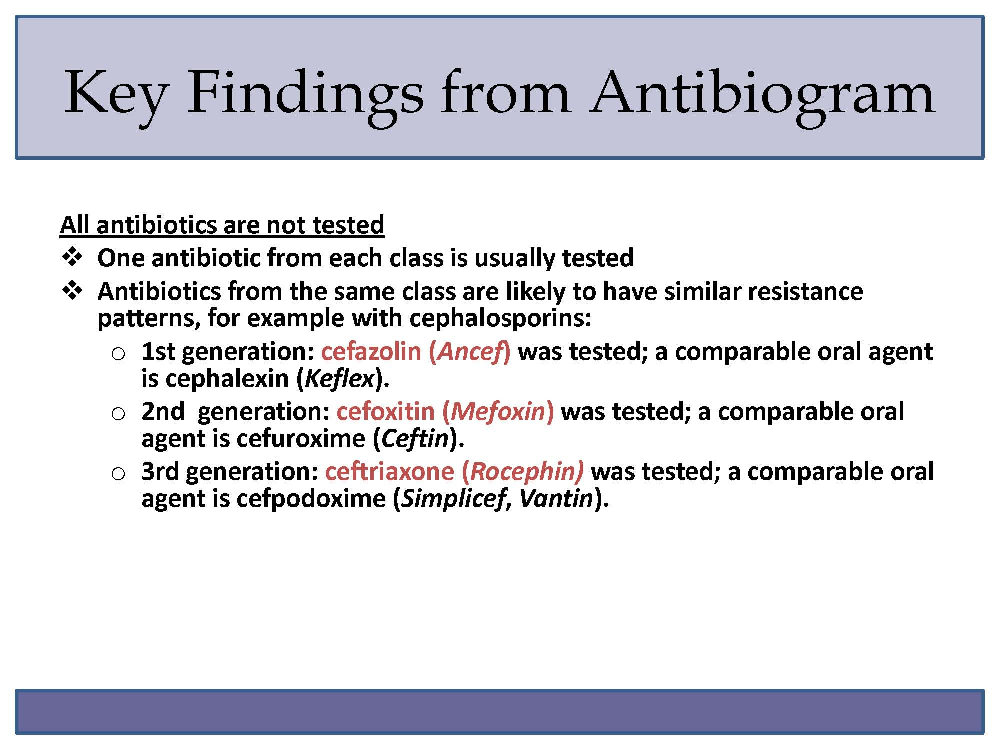 Key Findings from Antibiogram
All antibiotics are not tested
❖ One antibiotic from each class is usually tested
❖ Antibiotics from the same class are likely to have similar resistance
patterns, for example with cephalosporins:
o 1st generation: cefazolin (Ancef) was tested; a comparable oral agent
is cephalexin (Keflex).
o 2nd  generation: cefoxitin (Mefoxin) was tested; a comparable oral
agent is cefuroxime (Ceftin).
o 3rd generation: ceftriaxone (Rocephin) was tested; a comparable oral
agent is cefpodoxime (Simplicef, Vantin).